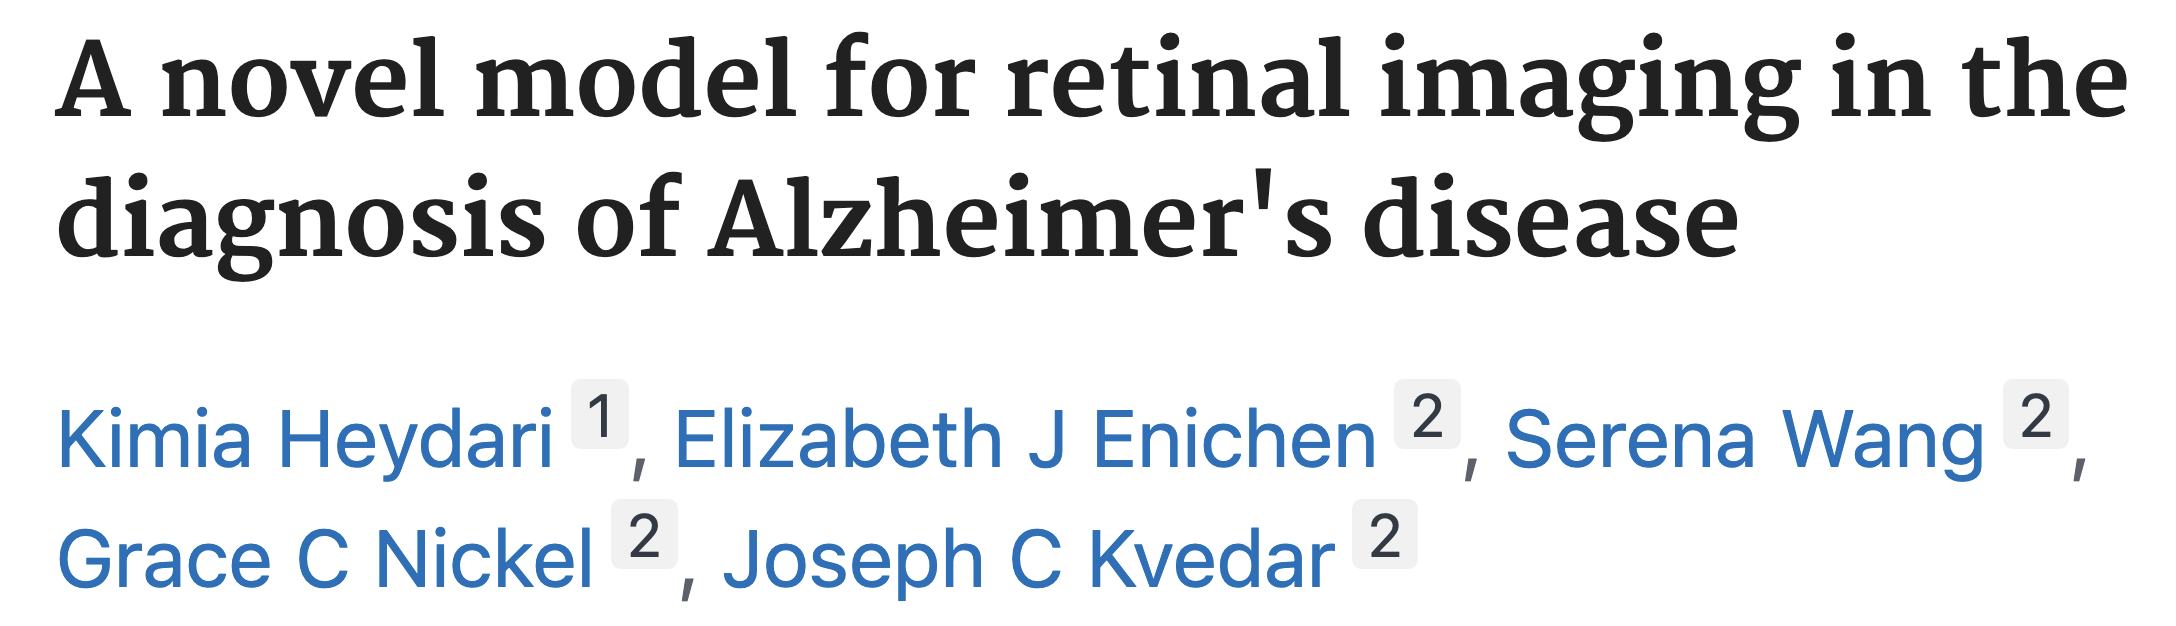 A novel model for retinal imaging in the
diagnosis of Alzheimer's disease
Kimia Heydari 1, Elizabeth J Enichen 2, Serena Wang 2,
Grace C Nickel 2, Joseph C Kvedar 2